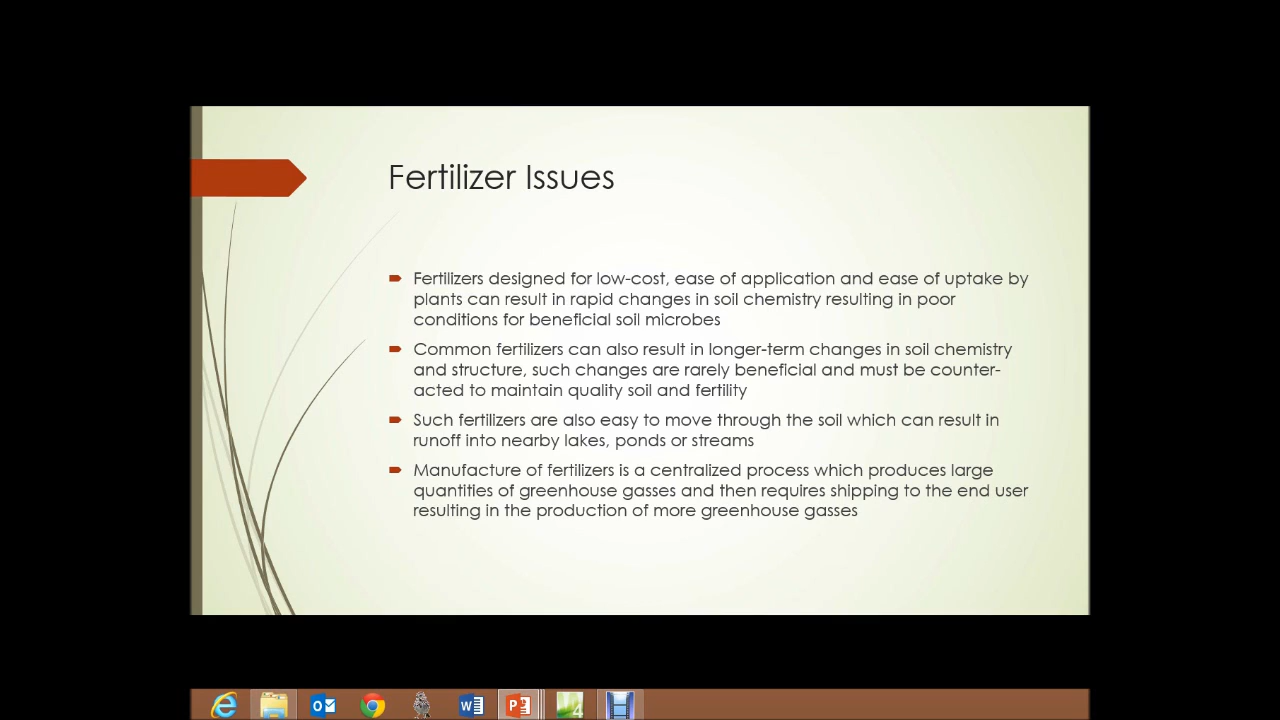 Fertilizer Issues
Fertilizers designed for low-cost, ease of application and ease of uptake by
plants can result in rapid changes in soil chemistry resulting in poor
conditions for beneficial soil microbes
Common fertilizers can also result in longer-term changes in soil chemistry
and structure, such changes are rarely beneficial and must be counter-
acted to maintain quality soil and fertility
Such fertilizers are also easy to move through the soil which can result in
runoff into nearby lakes, ponds or streams
Manufacture of fertilizers is a centralized process which produces large
quantities of greenhouse gasses and then requires shipping to the end user
resulting in the production of more greenhouse gasses